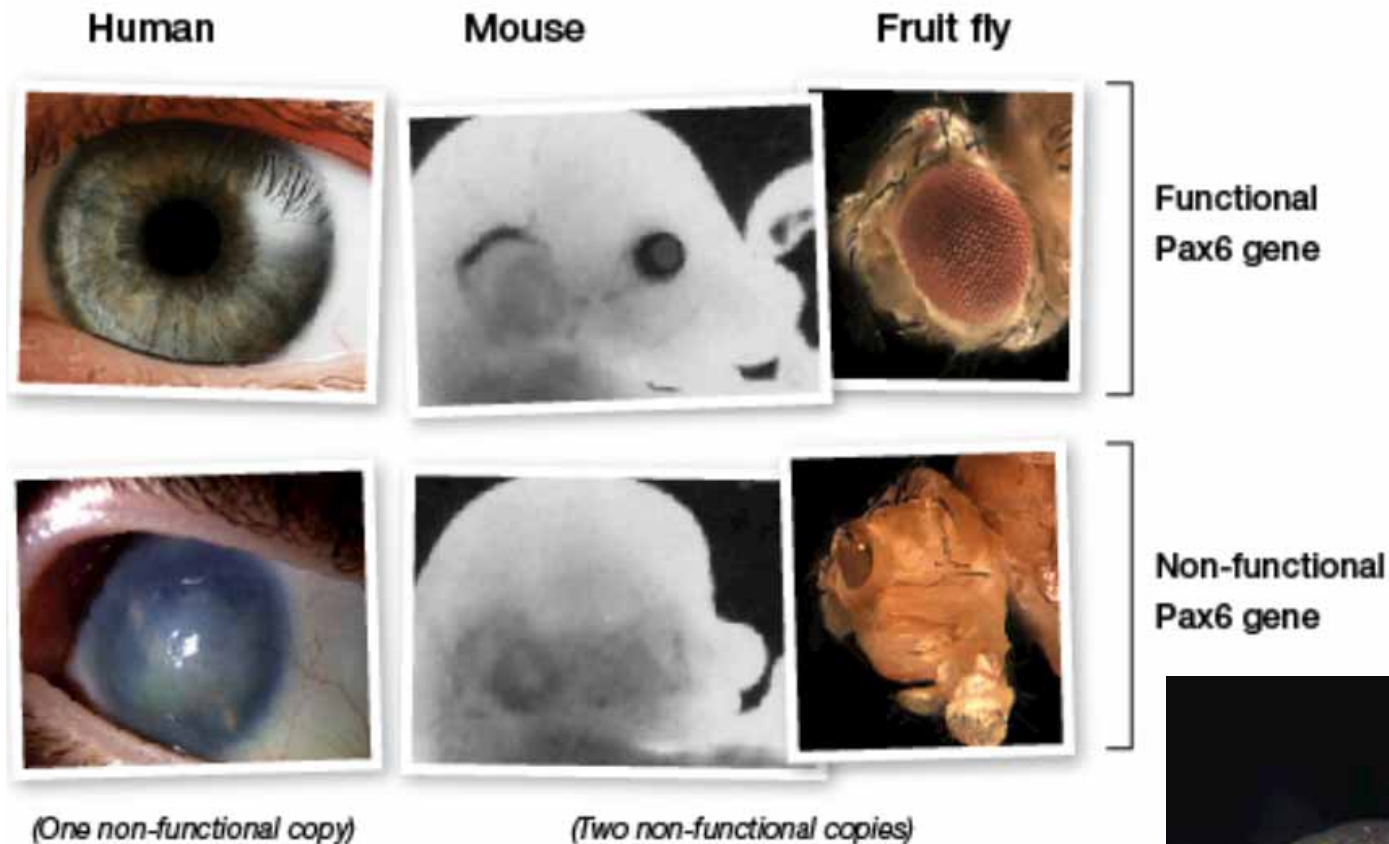 Human
Mouse
Fruit fly
Functional
Pax6 gene
Non-functional
Pax6 gene
(One non-functional copy)
(Two non-functional copies)